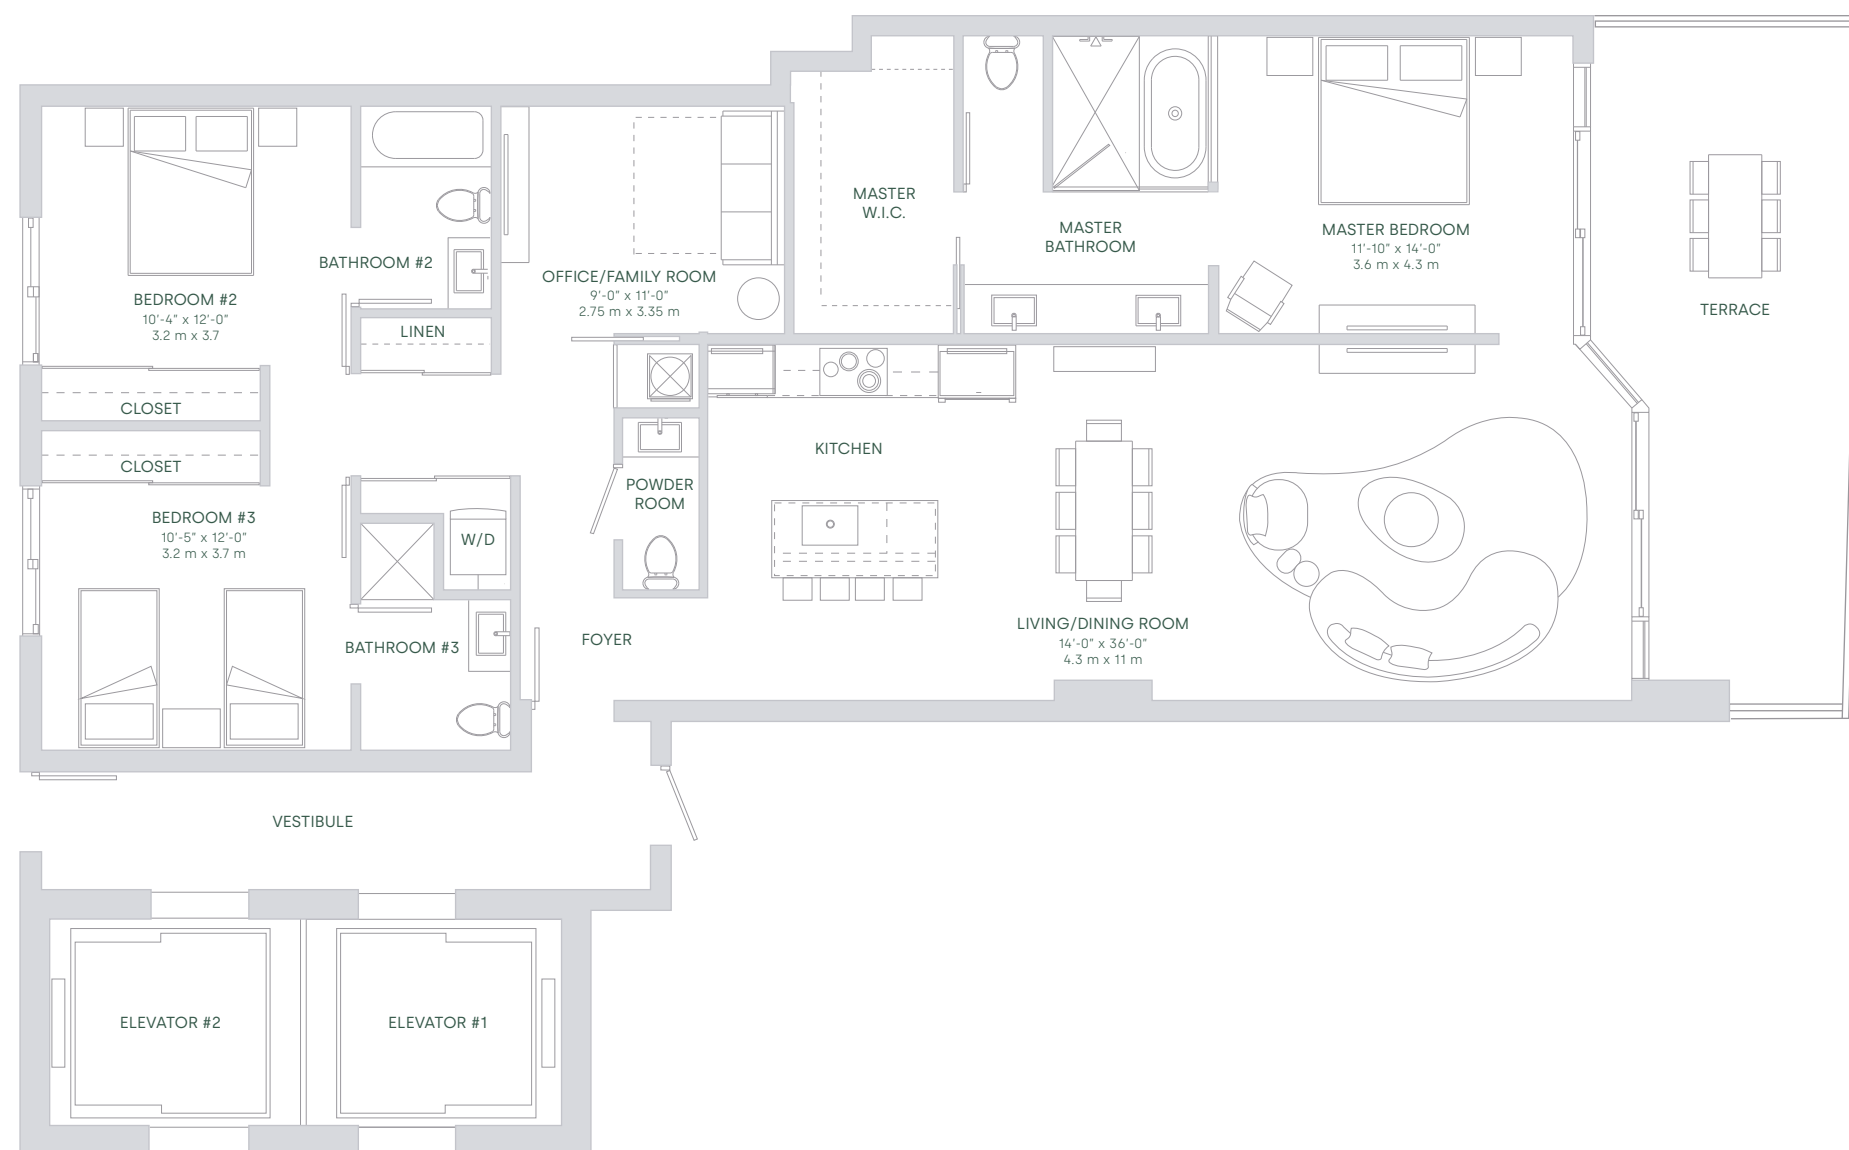 MASTER
W.I.C.
MASTER
BATHROOM
MASTER BEDROOM
11'-10" x 14'-0"
3.6 m x 4.3 m
TERRACE
BATHROOM #2
OFFICE/FAMILY ROOM
9'-0" x 11'-0"
2.75 m x 3.35 m
BEDROOM #2
10'-4" x 12'-0"
3.2 m x 3.7
LINEN
CLOSET
CLOSET
KITCHEN
POWDER
ROOM
BEDROOM #3
10'-5" x 12'-0"
3.2 m x 3.7 m
W/D
LIVING/DINING ROOM
14'-0" x 36'-0"
4.3 m x 11 m
FOYER
BATHROOM #3
VESTIBULE
ELEVATOR #2
ELEVATOR #1